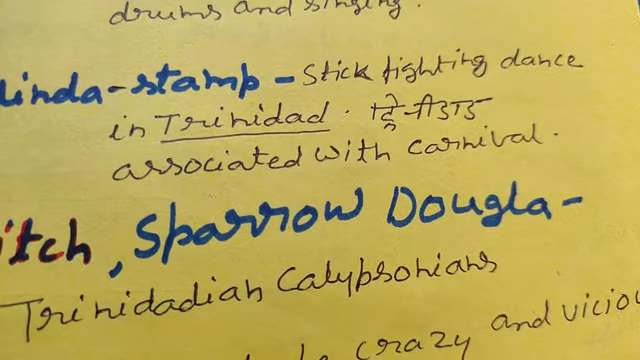 drums and singing.
linda-stamp - stick fighting dance
in Trinidad. ट्रि-नीडाड
associated with carnival.
itch, Sparrow Dougla-
Trinidadian Calypsonians
crazy and viciou